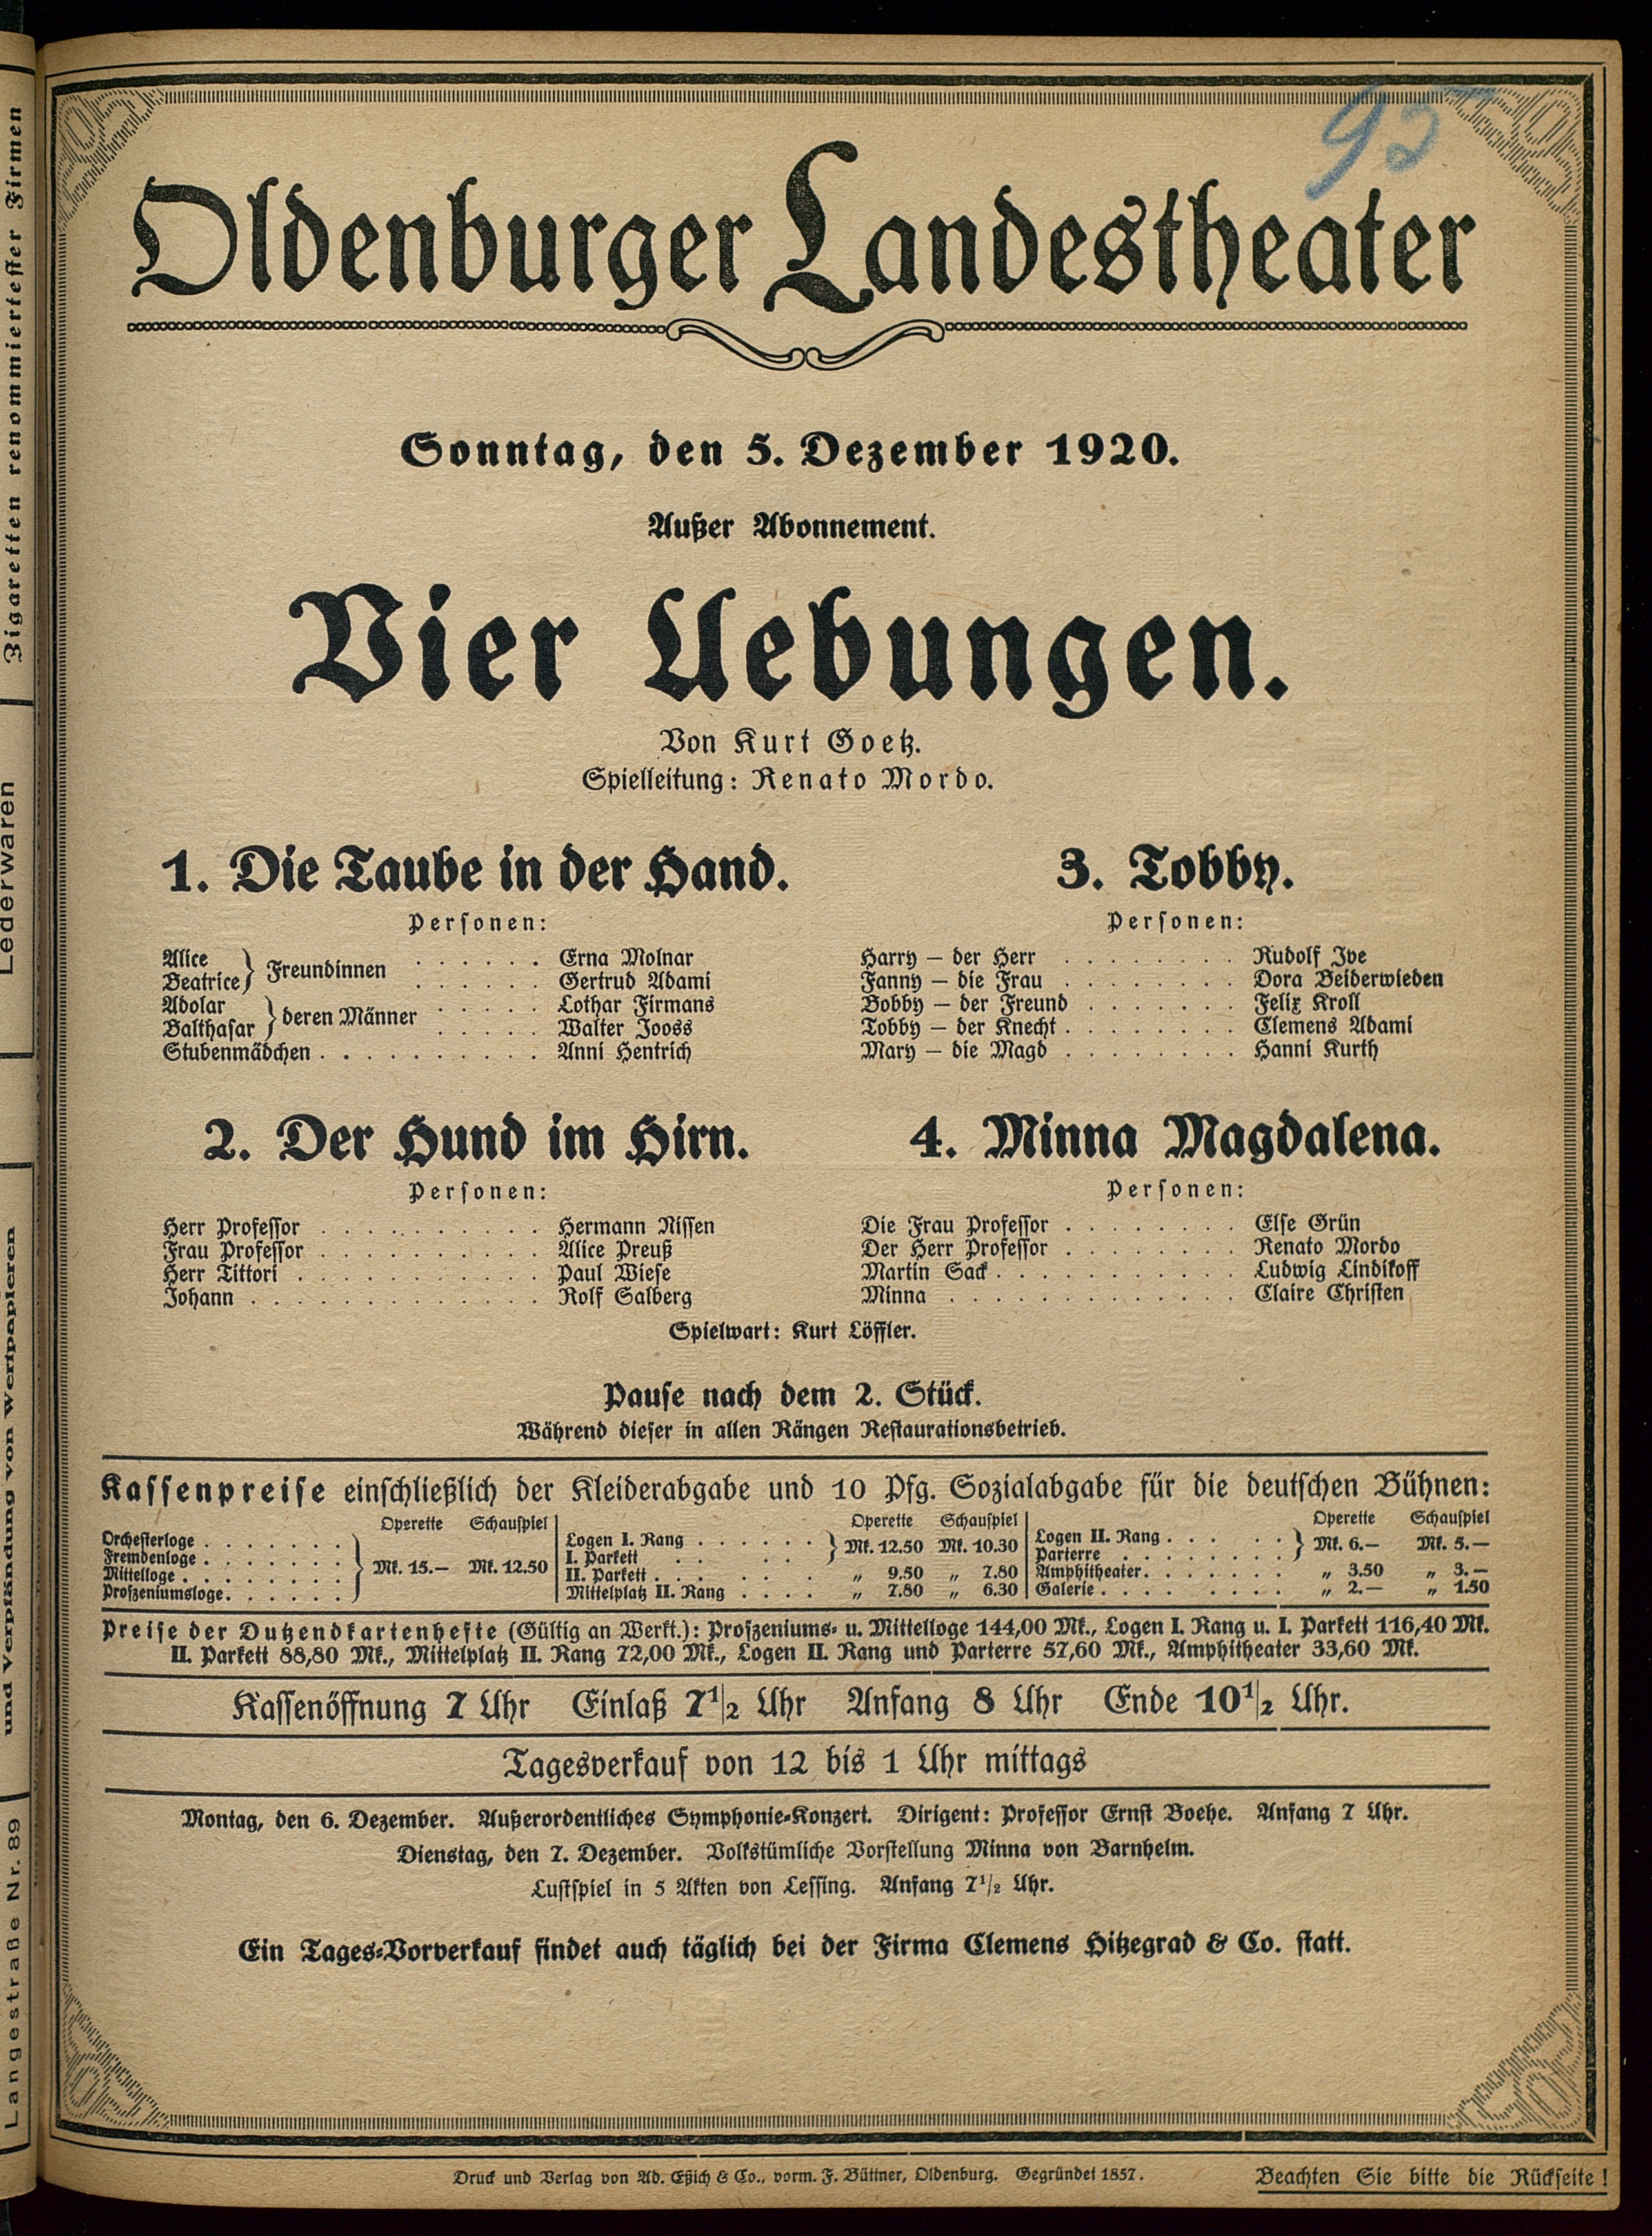 95
Oldenburger Landestheater
Sonntag, den 5. Dezember 1920.
Außer Abonnement.
Vier Uebungen.
Von Kurt Goetz.
Spielleitung: Renato Mordo.
1. Die Taube in der Hand.
Personen:
Alice } Freundinnen . . . . . . Erna Molnar
Beatrice } . . . . . . Gertrud Adami
Adolar } deren Männer . . . . . Lothar Firmans
Balthasar } . . . . . Walter Jooss
Stubenmädchen . . . . . . . . . . Anni Hentrich
2. Der Hund im Hirn.
Personen:
Herr Professor . . . . . . . . . . Hermann Nissen
Frau Professor . . . . . . . . . . Alice Preuß
Herr Tittori . . . . . . . . . . . Paul Wiese
Johann . . . . . . . . . . . . . Rolf Salberg
3. Tobby.
Personen:
Harry — der Herr . . . . . . . . Rudolf Ive
Fanny — die Frau . . . . . . . . Dora Beiderwieden
Bobby — der Freund . . . . . . . Felix Kroll
Tobby — der Knecht . . . . . . . . Clemens Adami
Mary — die Magd . . . . . . . . Hanni Kurth
4. Minna Magdalena.
Personen:
Die Frau Professor . . . . . . . . Else Grün
Der Herr Professor . . . . . . . . Renato Mordo
Martin Sack . . . . . . . . . . . Ludwig Lindikoff
Minna . . . . . . . . . . . . . Claire Christen
Spielwart: Kurt Löffler.
Pause nach dem 2. Stück.
Während dieser in allen Rängen Restaurationsbetrieb.
Kassenpreise einschließlich der Kleiderabgabe und 10 Pfg. Sozialabgabe für die deutschen Bühnen:
Operette Schauspiel
Orchesterloge . . . . . . .
Fremdenloge . . . . . . .
Mittelloge . . . . . . . . } Mk. 15.— Mk. 12.50
Proszeniumsloge . . . . . .
Operette Schauspiel
Logen I. Rang . . . . . . } Mk. 12.50 Mk. 10.30
I. Parkett . . . . }
II. Parkett . . . . . . . „ 9.50 „ 7.80
Mittelplatz II. Rang . . . . „ 7.80 „ 6.30
Operette Schauspiel
Logen II. Rang . . . . . } Mk. 6.— Mk. 5.—
Parterre . . . . . . . . }
Amphitheater . . . . . . . „ 3.50 „ 3.—
Galerie . . . . . . . . . „ 2.— „ 1.50
Preise der Dutzendkartenhefte (Gültig an Werkt.): Proszeniums- u. Mittelloge 144,00 Mk., Logen I. Rang u. I. Parkett 116,40 Mk.
II. Parkett 88,80 Mk., Mittelplatz II. Rang 72,00 Mk., Logen II. Rang und Parterre 57,60 Mk., Amphitheater 33,60 Mk.
Kassenöffnung 7 Uhr Einlaß 7½ Uhr Anfang 8 Uhr Ende 10½ Uhr.
Tagesverkauf von 12 bis 1 Uhr mittags
Montag, den 6. Dezember. Außerordentliches Symphonie-Konzert. Dirigent: Professor Ernst Boehe. Anfang 7 Uhr.
Dienstag, den 7. Dezember. Volkstümliche Vorstellung Minna von Barnhelm.
Lustspiel in 5 Akten von Lessing. Anfang 7½ Uhr.
Ein Tages-Vorverkauf findet auch täglich bei der Firma Clemens Hitzegrad & Co. statt.
Druck und Verlag von Ad. Eßich & Co., vorm. F. Büttner, Oldenburg. Gegründet 1857.
Beachten Sie bitte die Rückseite!
Zigaretten renommiertester Firmen
Lederwaren
und Verpfändung von Wertpapieren
Langestraße Nr. 89